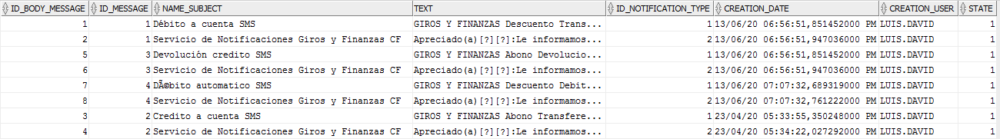 ID_BODY_MESSAGE ID_MESSAGE NAME_SUBJECT TEXT ID_NOTIFICATION_TYPE CREATION_DATE CREATION_USER STATE
1 1 Débito a cuenta SMS GIROS Y FINANZAS Descuento Trans... 1 13/06/20 06:56:51,851452000 PM LUIS.DAVID 1
2 1 Servicio de Notificaciones Giros y Finanzas CF Apreciado(a)[?][?]:Le informamos... 2 13/06/20 06:56:51,947036000 PM LUIS.DAVID 1
5 3 Devolución credito SMS GIROS Y FINANZAS Abono Devolucio... 1 13/06/20 06:56:51,851452000 PM LUIS.DAVID 1
6 3 Servicio de Notificaciones Giros y Finanzas CF Apreciado(a)[?][?]:Le informamos... 2 13/06/20 06:56:51,947036000 PM LUIS.DAVID 1
7 4 DÃ©bito automatico SMS GIROS Y FINANZAS Descuento Debit... 1 13/06/20 07:07:32,689319000 PM LUIS.DAVID 1
8 4 Servicio de Notificaciones Giros y Finanzas CF Apreciado(a)[?][?]:Le informamos... 2 13/06/20 07:07:32,761222000 PM LUIS.DAVID 1
3 2 Credito a cuenta SMS GIROS Y FINANZAS Abono Transfere... 1 23/04/20 05:33:55,350248000 PM LUIS.DAVID 1
4 2 Servicio de Notificaciones Giros y Finanzas CF Apreciado(a)[?][?]:Le informamos... 2 23/04/20 05:34:22,027292000 PM LUIS.DAVID 1